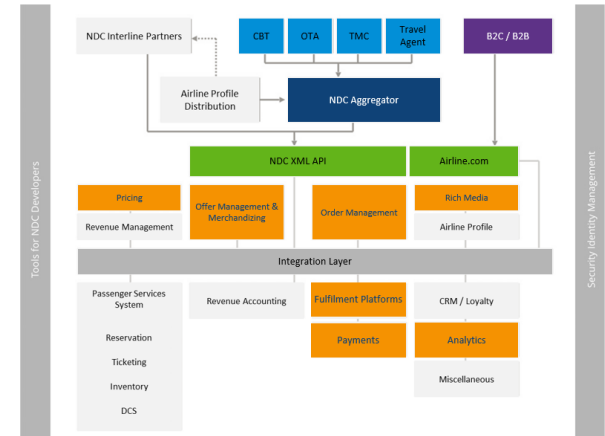 NDC Interline Partners
CBT
OTA
TMC
Travel
Agent
B2C / B2B
Airline Profile
Distribution
NDC Aggregator
NDC XML API
Airline.com
Pricing
Revenue Management
Offer Management &
Merchandizing
Order Management
Rich Media
Airline Profile
Integration Layer
Passenger Services
System
Reservation
Ticketing
Inventory
DCS
Revenue Accounting
Fulfilment Platforms
Payments
CRM / Loyalty
Analytics
Miscellaneous
Tools for NDC Developers
Security Identity Management